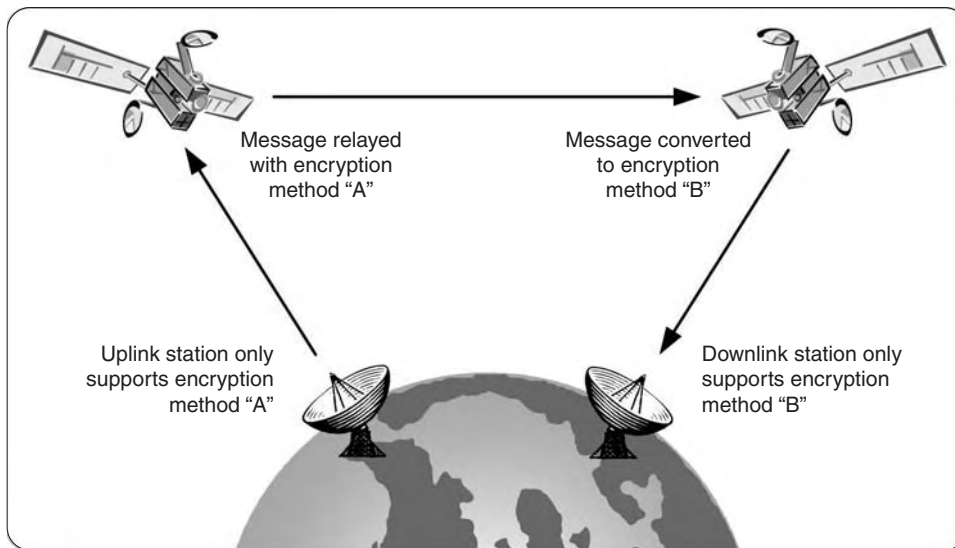 Message relayed
with encryption
method “A”
Message converted
to encryption
method “B”
Uplink station only
supports encryption
method “A”
Downlink station only
supports encryption
method “B”